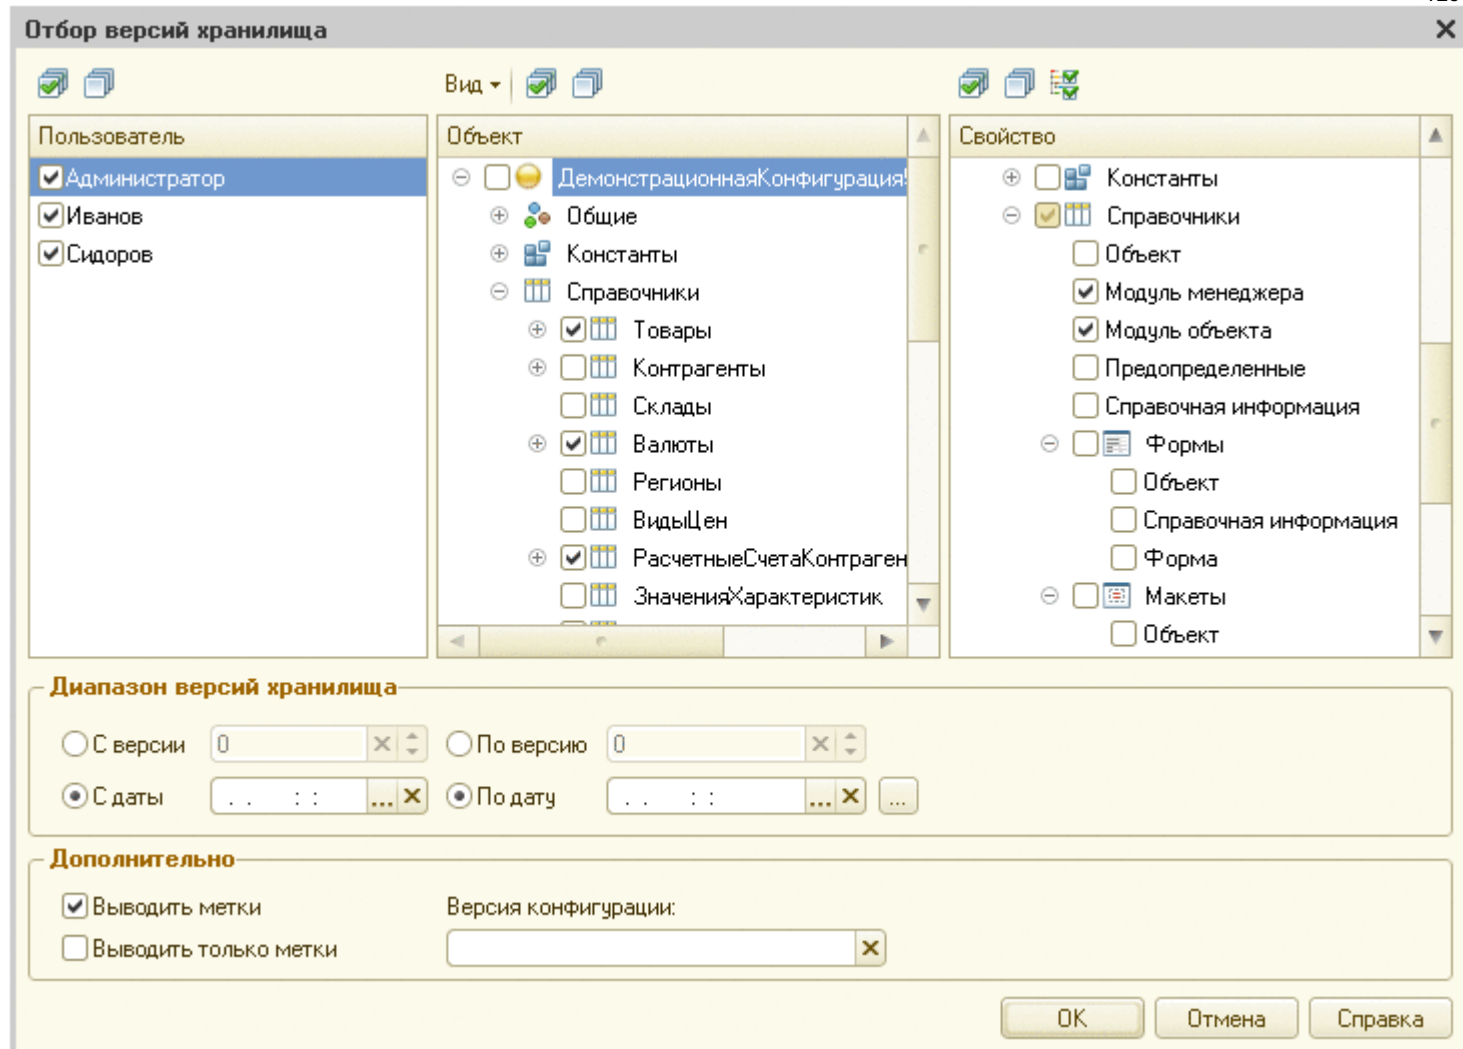 Отбор версий хранилища
Вид
Пользователь
Администратор
Иванов
Сидоров
Объект
ДемонстрационнаяКонфигурация
Общие
Константы
Справочники
Товары
Контрагенты
Склады
Валюты
Регионы
ВидыЦен
РасчетныеСчетаКонтраген
ЗначенияХарактеристик
Свойство
Константы
Справочники
Объект
Модуль менеджера
Модуль объекта
Предопределенные
Справочная информация
Формы
Объект
Справочная информация
Форма
Макеты
Объект
Диапазон версий хранилища
С версии 0 По версию 0
С даты . . : : ... По дату . . : : ... ...
Дополнительно
Выводить метки
Выводить только метки
Версия конфигурации:
OK Отмена Справка